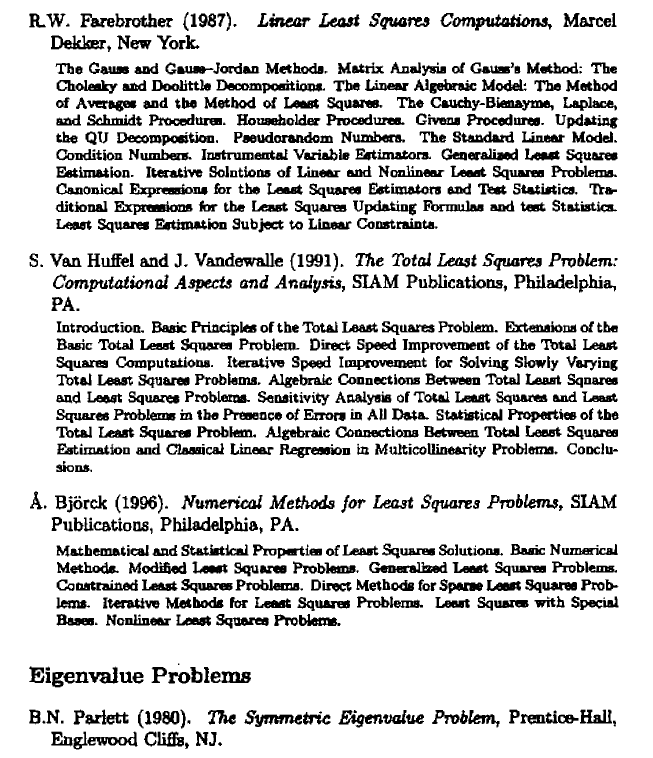 R.W. Farebrother (1987). Linear Least Squares Computations, Marcel
Dekker, New York.
The Gauss and Gauss–Jordan Methods. Matrix Analysis of Gauss's Method: The
Cholesky and Doolittle Decompositions. The Linear Algebraic Model: The Method
of Averages and the Method of Least Squares. The Cauchy-Bienayme, Laplace,
and Schmidt Procedures. Householder Procedures. Givens Procedures. Updating
the QU Decomposition. Pseudorandom Numbers. The Standard Linear Model.
Condition Numbers. Instrumental Variable Estimators. Generalized Least Squares
Estimation. Iterative Solutions of Linear and Nonlinear Least Squares Problems.
Canonical Expressions for the Least Squares Estimators and Test Statistics. Tra-
ditional Expressions for the Least Squares Updating Formulas and test Statistics.
Least Squares Estimation Subject to Linear Constraints.
S. Van Huffel and J. Vandewalle (1991). The Total Least Squares Problem:
Computational Aspects and Analysis, SIAM Publications, Philadelphia,
PA.
Introduction. Basic Principles of the Total Least Squares Problem. Extensions of the
Basic Total Least Squares Problem. Direct Speed Improvement of the Total Least
Squares Computations. Iterative Speed Improvement for Solving Slowly Varying
Total Least Squares Problems. Algebraic Connections Between Total Least Squares
and Least Squares Problems. Sensitivity Analysis of Total Least Squares and Least
Squares Problems in the Presence of Errors in All Data. Statistical Properties of the
Total Least Squares Problem. Algebraic Connections Between Total Least Squares
Estimation and Classical Linear Regression in Multicollinearity Problems. Conclu-
sions.
Å. Björck (1996). Numerical Methods for Least Squares Problems, SIAM
Publications, Philadelphia, PA.
Mathematical and Statistical Properties of Least Squares Solutions. Basic Numerical
Methods. Modified Least Squares Problems. Generalized Least Squares Problems.
Constrained Least Squares Problems. Direct Methods for Sparse Least Squares Prob-
lems. Iterative Methods for Least Squares Problems. Least Squares with Special
Bases. Nonlinear Least Squares Problems.
Eigenvalue Problems
B.N. Parlett (1980). The Symmetric Eigenvalue Problem, Prentice-Hall,
Englewood Cliffs, NJ.